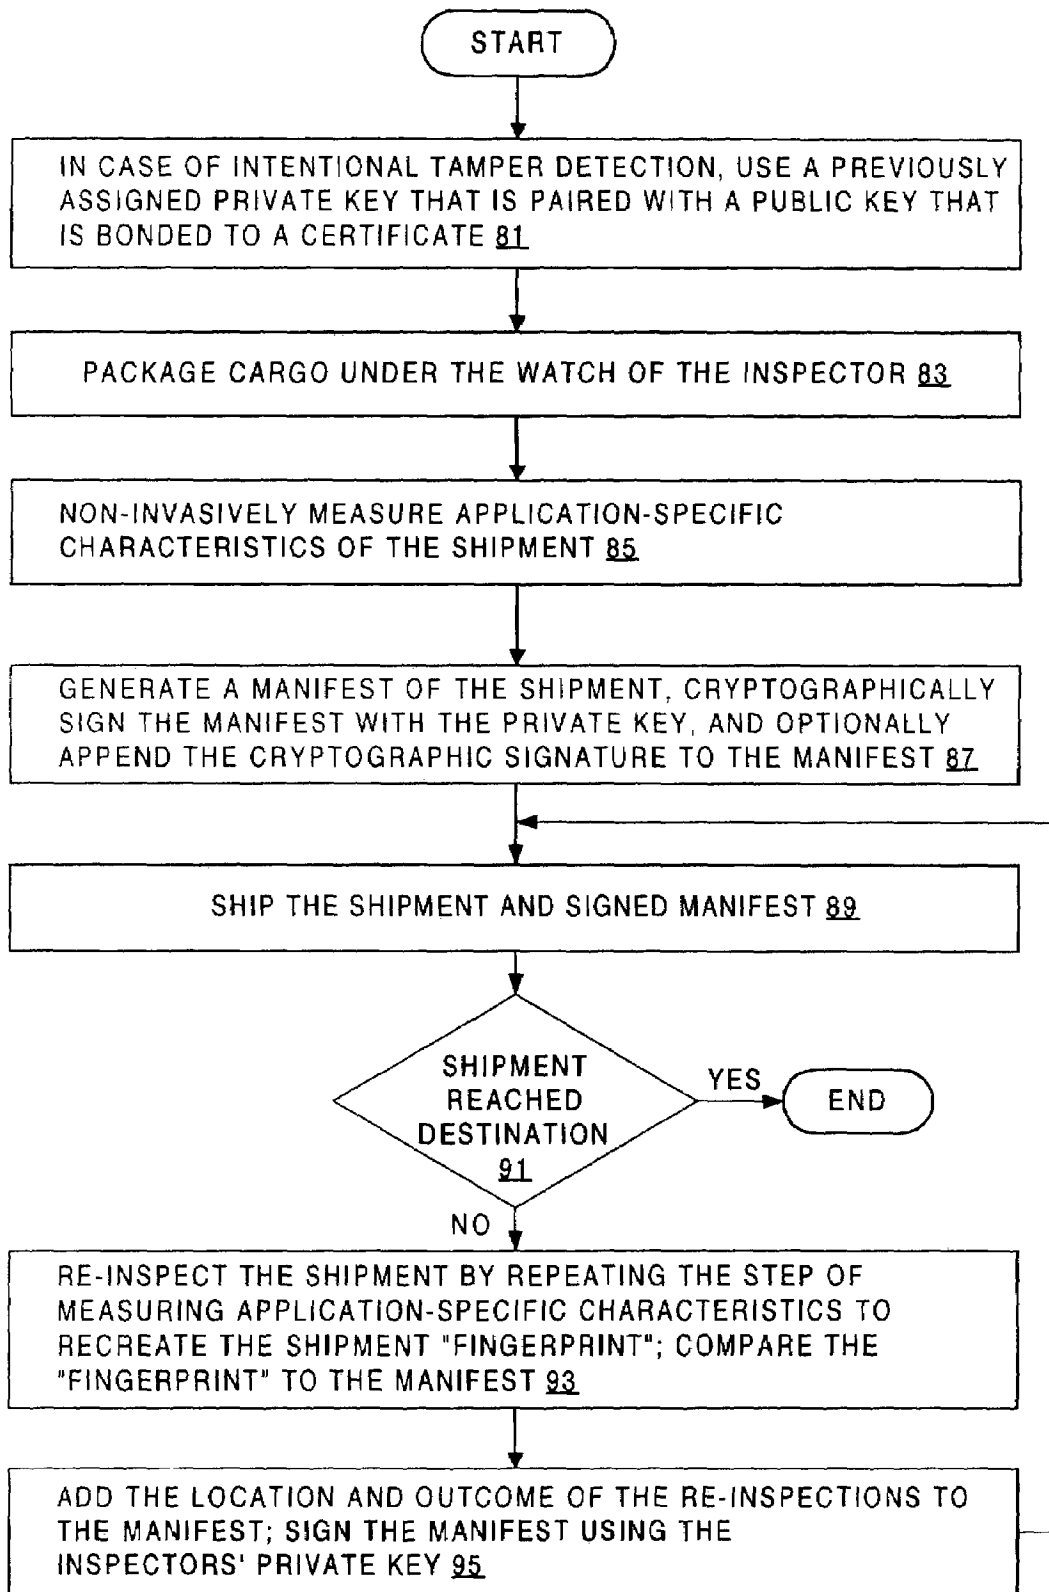 START
IN CASE OF INTENTIONAL TAMPER DETECTION, USE A PREVIOUSLY
ASSIGNED PRIVATE KEY THAT IS PAIRED WITH A PUBLIC KEY THAT
IS BONDED TO A CERTIFICATE 81
PACKAGE CARGO UNDER THE WATCH OF THE INSPECTOR 83
NON-INVASIVELY MEASURE APPLICATION-SPECIFIC
CHARACTERISTICS OF THE SHIPMENT 85
GENERATE A MANIFEST OF THE SHIPMENT, CRYPTOGRAPHICALLY
SIGN THE MANIFEST WITH THE PRIVATE KEY, AND OPTIONALLY
APPEND THE CRYPTOGRAPHIC SIGNATURE TO THE MANIFEST 87
SHIP THE SHIPMENT AND SIGNED MANIFEST 89
SHIPMENT
REACHED
DESTINATION
91
YES
END
NO
RE-INSPECT THE SHIPMENT BY REPEATING THE STEP OF
MEASURING APPLICATION-SPECIFIC CHARACTERISTICS TO
RECREATE THE SHIPMENT "FINGERPRINT"; COMPARE THE
"FINGERPRINT" TO THE MANIFEST 93
ADD THE LOCATION AND OUTCOME OF THE RE-INSPECTIONS TO
THE MANIFEST; SIGN THE MANIFEST USING THE
INSPECTORS' PRIVATE KEY 95